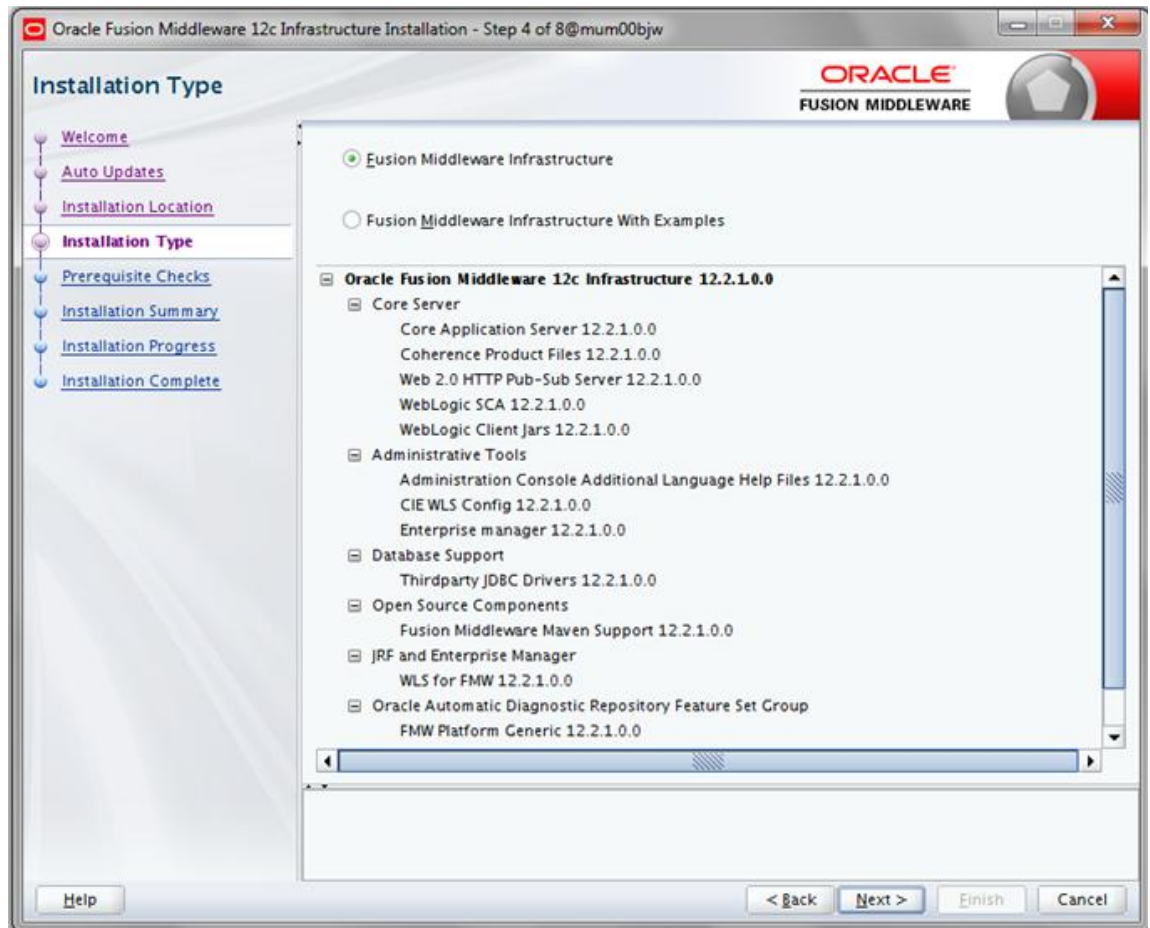 Oracle Fusion Middleware 12c Infrastructure Installation - Step 4 of 8@mum00bjw
Installation Type
ORACLE
FUSION MIDDLEWARE
Welcome
Auto Updates
Installation Location
Installation Type
Prerequisite Checks
Installation Summary
Installation Progress
Installation Complete
Fusion Middleware Infrastructure
Fusion Middleware Infrastructure With Examples
Oracle Fusion Middleware 12c Infrastructure 12.2.1.0.0
Core Server
Core Application Server 12.2.1.0.0
Coherence Product Files 12.2.1.0.0
Web 2.0 HTTP Pub-Sub Server 12.2.1.0.0
WebLogic SCA 12.2.1.0.0
WebLogic Client Jars 12.2.1.0.0
Administrative Tools
Administration Console Additional Language Help Files 12.2.1.0.0
CIE WLS Config 12.2.1.0.0
Enterprise manager 12.2.1.0.0
Database Support
Thirdparty JDBC Drivers 12.2.1.0.0
Open Source Components
Fusion Middleware Maven Support 12.2.1.0.0
JRF and Enterprise Manager
WLS for FMW 12.2.1.0.0
Oracle Automatic Diagnostic Repository Feature Set Group
FMW Platform Generic 12.2.1.0.0
Help
< Back
Next >
Finish
Cancel